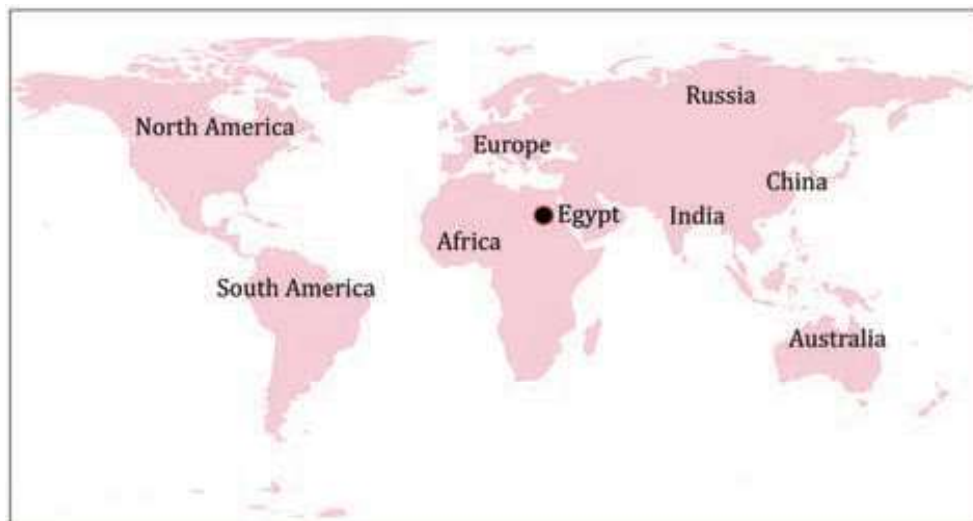 Russia
North America
Europe
China
Egypt
India
Africa
South America
Australia